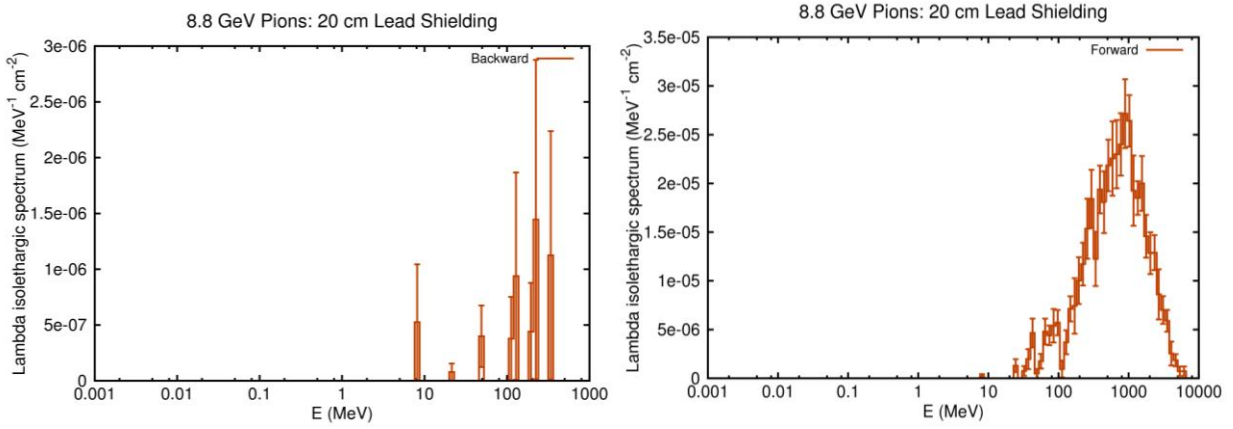 8.8 GeV Pions: 20 cm Lead Shielding
Lambda isolethargic spectrum (MeV⁻¹ cm⁻²)
3e-06
2.5e-06
2e-06
1.5e-06
1e-06
5e-07
0
Backward
0.001 0.01 0.1 1 10 100 1000
E (MeV)
8.8 GeV Pions: 20 cm Lead Shielding
Lambda isolethargic spectrum (MeV⁻¹ cm⁻²)
3.5e-05
3e-05
2.5e-05
2e-05
1.5e-05
1e-05
5e-06
0
Forward
0.001 0.01 0.1 1 10 100 1000 10000
E (MeV)